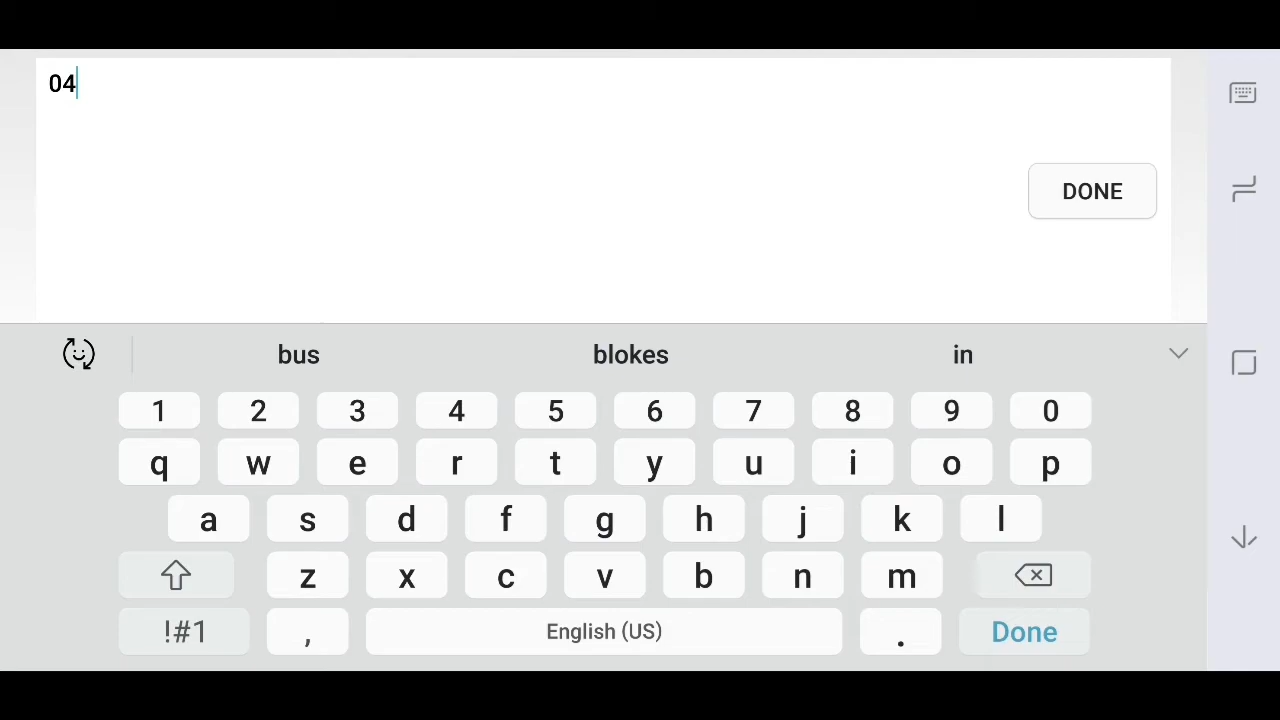 04
DONE
bus blokes in
1 2 3 4 5 6 7 8 9 0
q w e r t y u i o p
a s d f g h j k l
z x c v b n m
!#1 , English (US) . Done